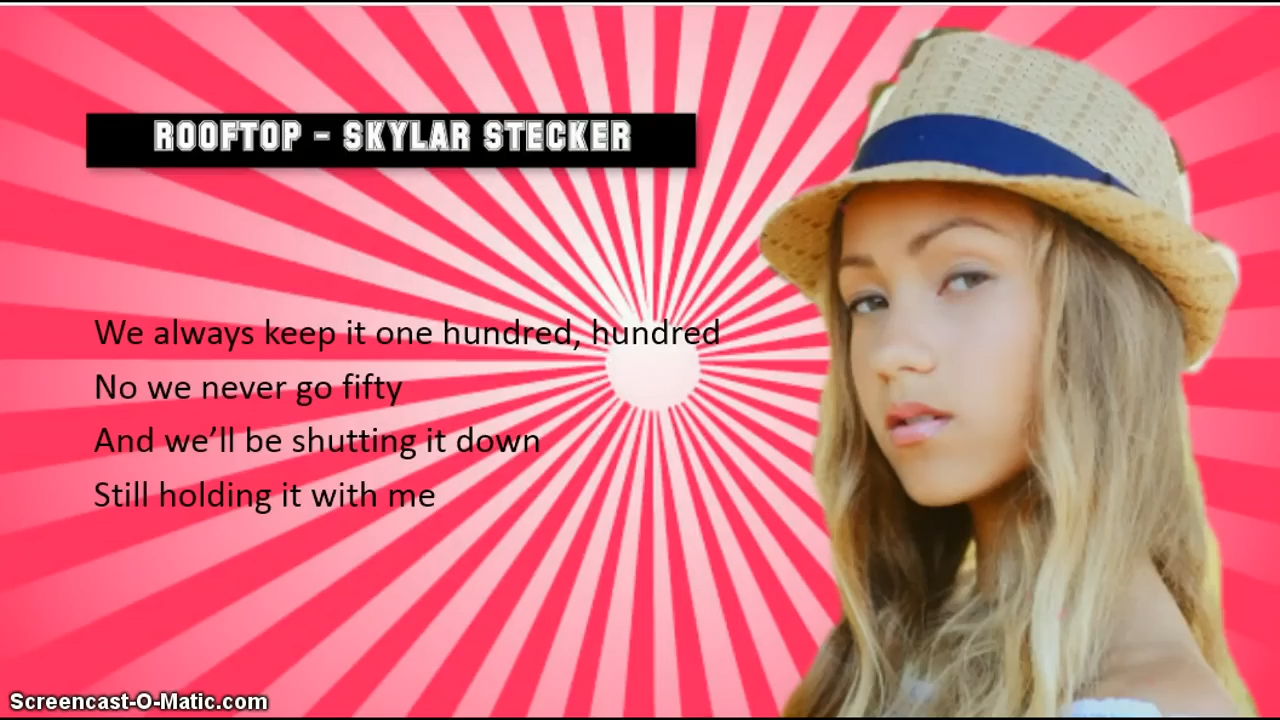 ROOFTOP - SKYLAR STECKER
We always keep it one hundred, hundred
No we never go fifty
And we’ll be shutting it down
Still holding it with me
Screencast-O-Matic.com